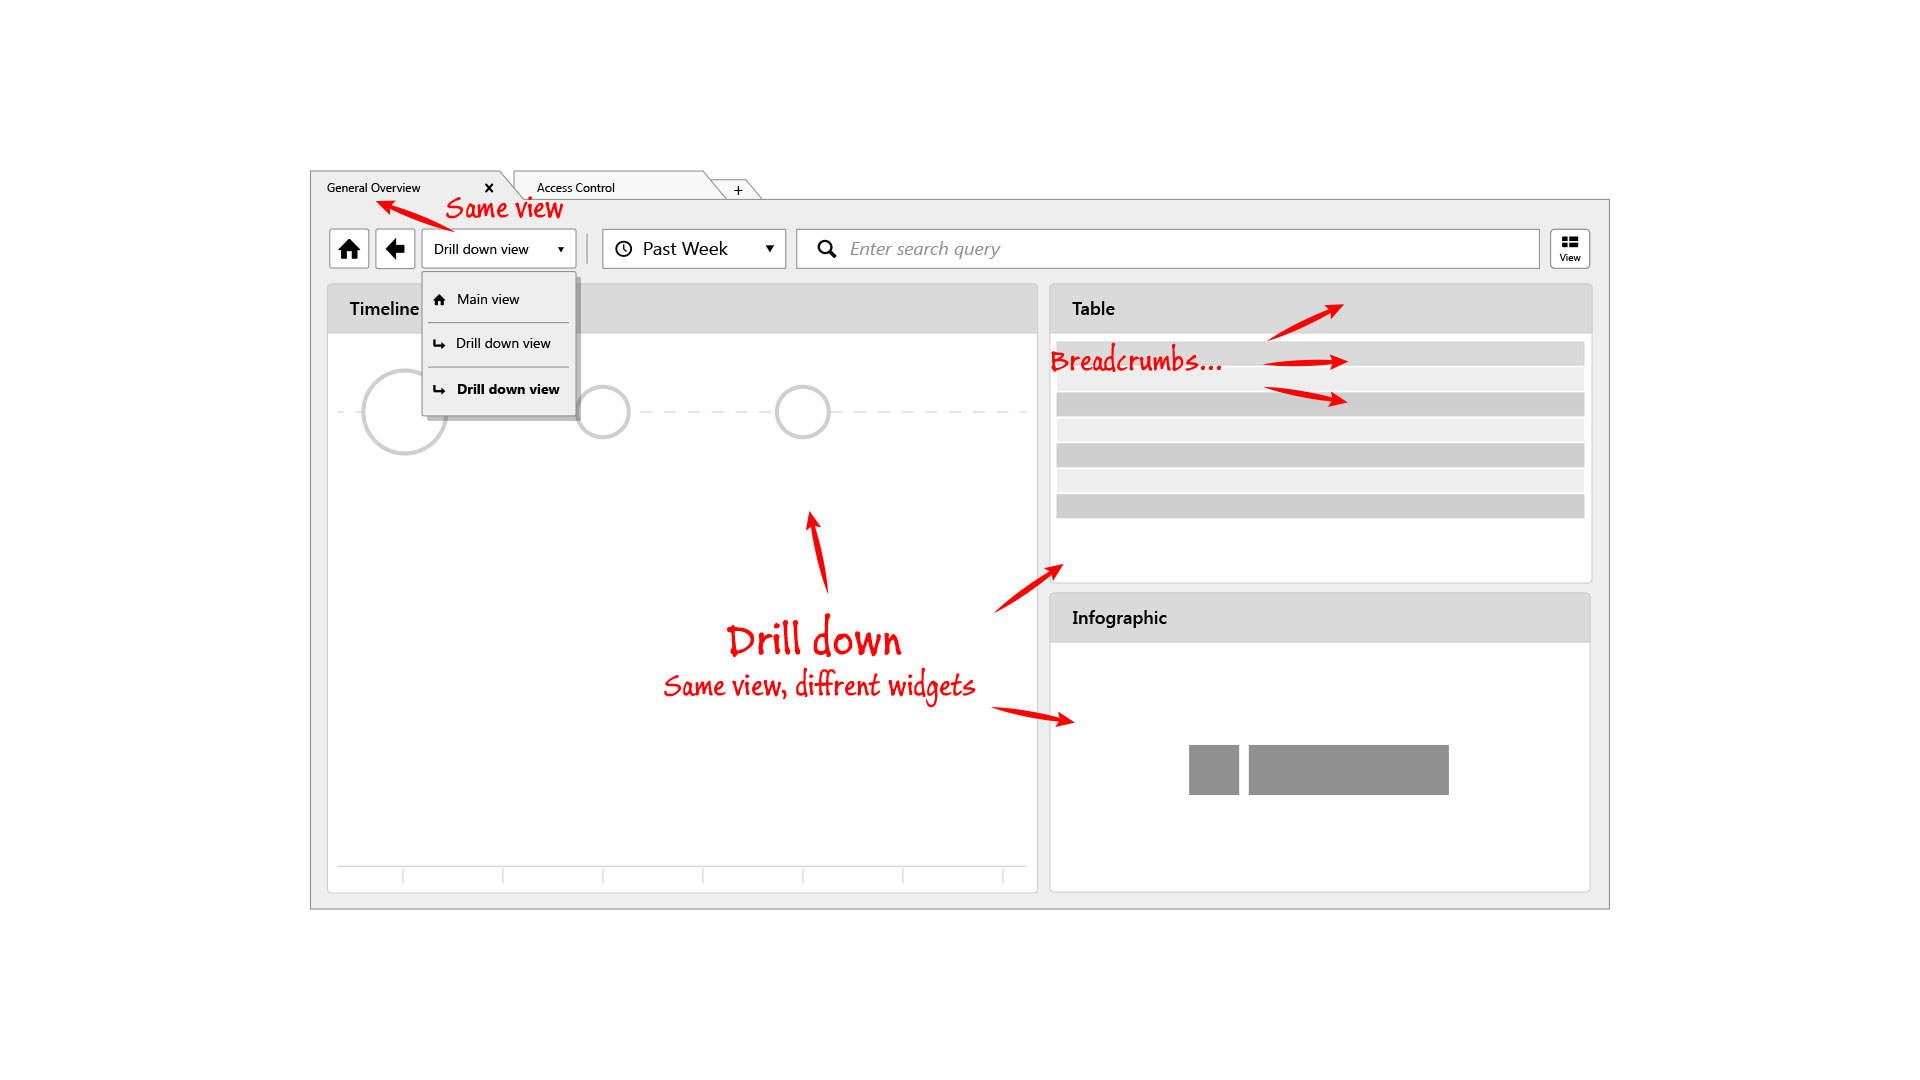 General Overview x Access Control +
Same view
Drill down view Past Week Enter search query View
Main view
Drill down view
Drill down view
Timeline
Table
Breadcrumbs...
Drill down
Same view, diffrent widgets
Infographic